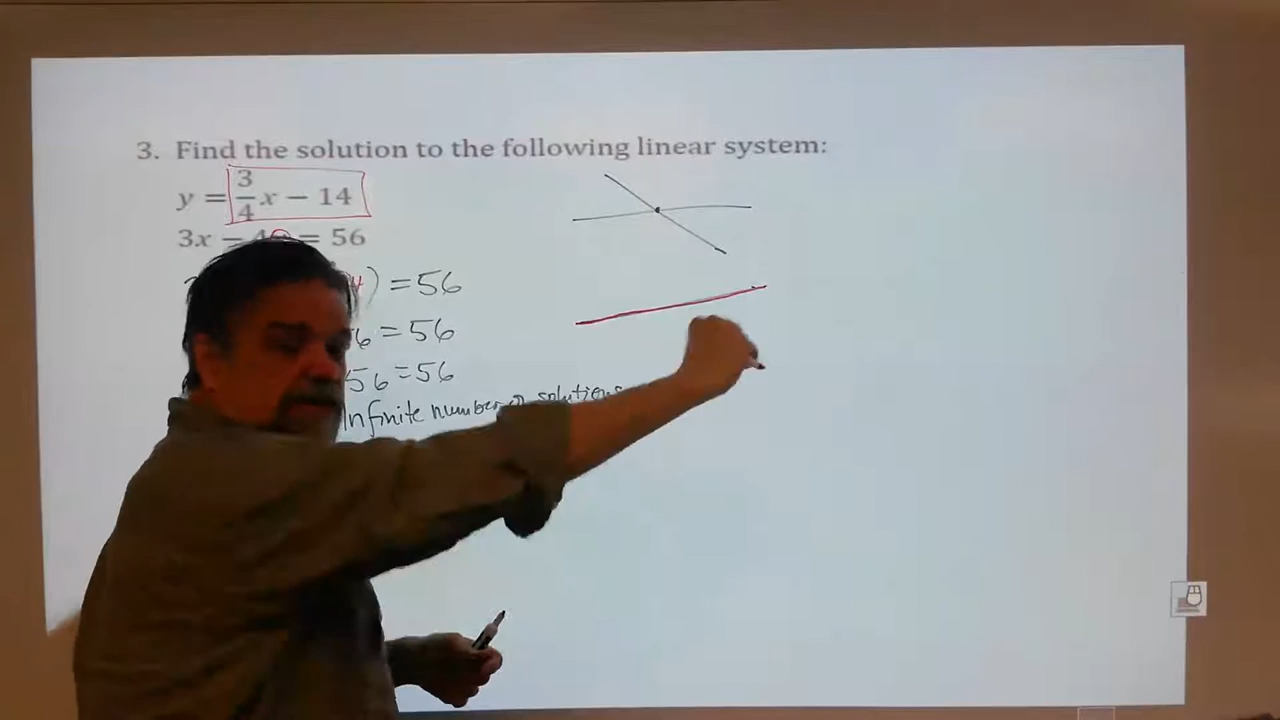 3. Find the solution to the following linear system:
y = 3/4 x − 14
3x − 4 = 56
) = 56
6 = 56
56 = 56
Infinite number solutions